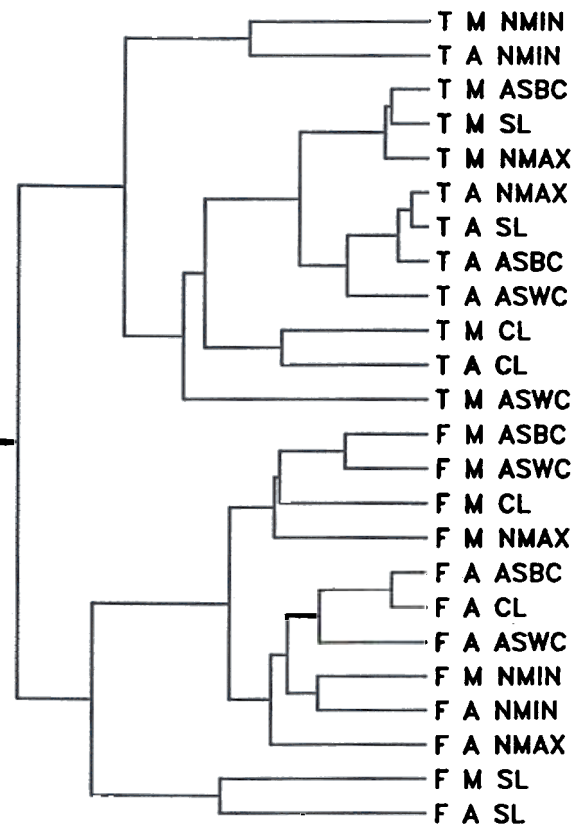 T M NMIN
T A NMIN
T M ASBC
T M SL
T M NMAX
T A NMAX
T A SL
T A ASBC
T A ASWC
T M CL
T A CL
T M ASWC
F M ASBC
F M ASWC
F M CL
F M NMAX
F A ASBC
F A CL
F A ASWC
F M NMIN
F A NMIN
F A NMAX
F M SL
F A SL